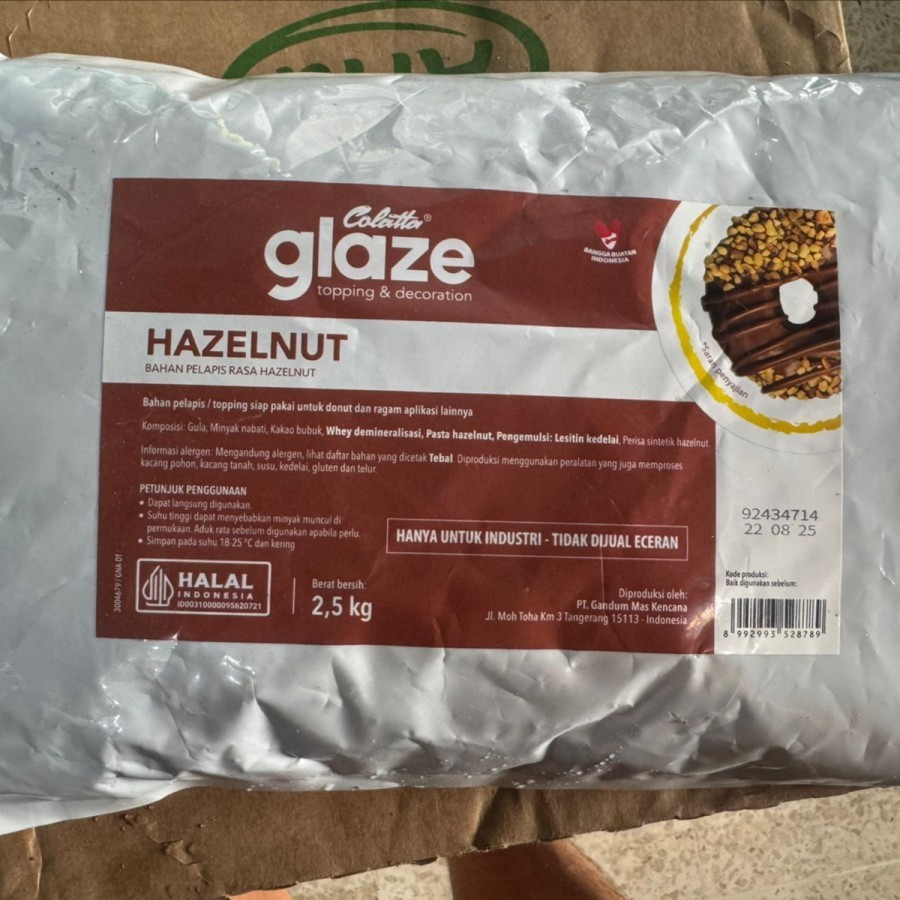 Colatta®
glaze
topping & decoration
BANGGA BUATAN
INDONESIA
HAZELNUT
BAHAN PELAPIS RASA HAZELNUT
*Saran penyajian
Bahan pelapis / topping siap pakai untuk donut dan ragam aplikasi lainnya
Komposisi: Gula, Minyak nabati, Kakao bubuk, Whey demineralisasi, Pasta hazelnut, Pengemulsi: Lesitin kedelai, Perisa sintetik hazelnut.
Informasi alergen: Mengandung alergen, lihat daftar bahan yang dicetak Tebal. Diproduksi menggunakan peralatan yang juga memproses
kacang pohon, kacang tanah, susu, kedelai, gluten dan telur.
PETUNJUK PENGGUNAAN
• Dapat langsung digunakan.
• Suhu tinggi dapat menyebabkan minyak muncul di
permukaan. Aduk rata sebelum digunakan apabila perlu.
• Simpan pada suhu 18-25 °C dan kering
HANYA UNTUK INDUSTRI - TIDAK DIJUAL ECERAN
92434714
22 08 25
Kode produksi:
Baik digunakan sebelum:
3004679 / GNA DT
HALAL
INDONESIA
ID00310000095620721
Berat bersih:
2,5 kg
Diproduksi oleh:
PT. Gandum Mas Kencana
Jl. Moh Toha Km 3 Tangerang 15113 - Indonesia
8 992993 528789